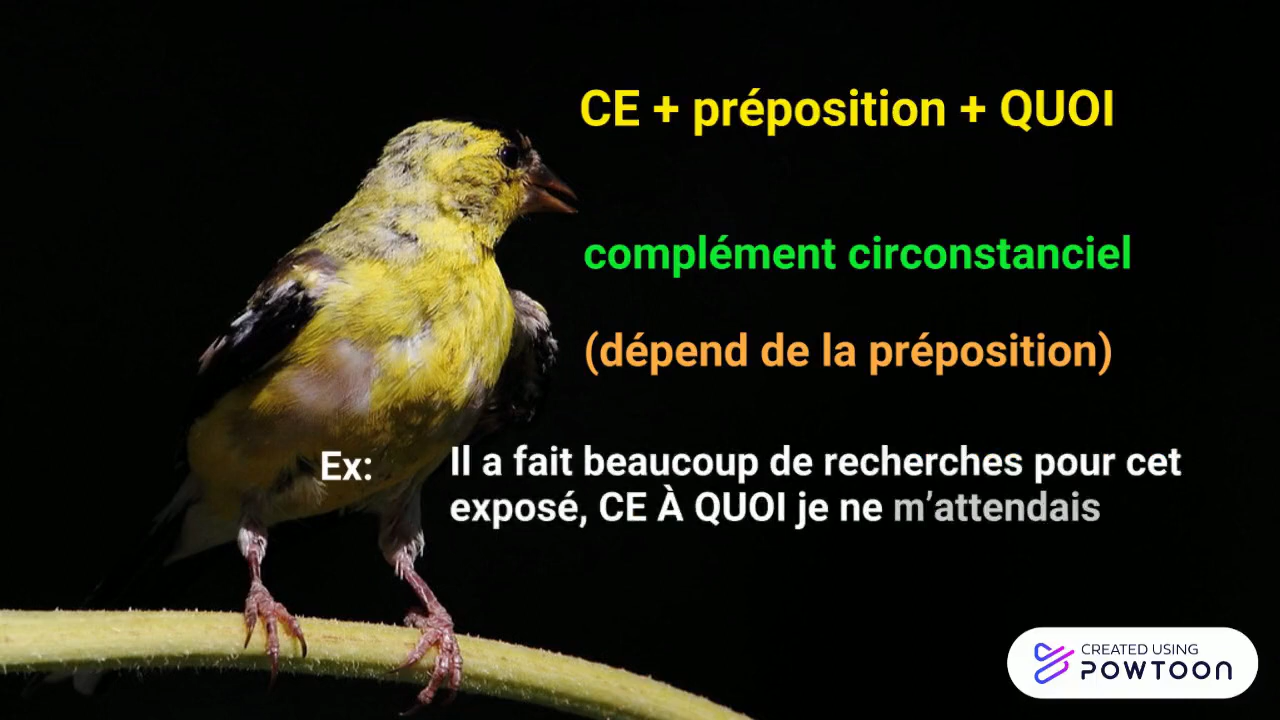 CE + préposition + QUOI
complément circonstanciel
(dépend de la préposition)
Ex:
Il a fait beaucoup de recherches pour cet
exposé, CE À QUOI je ne m’attendais
CREATED USING
POWTOON